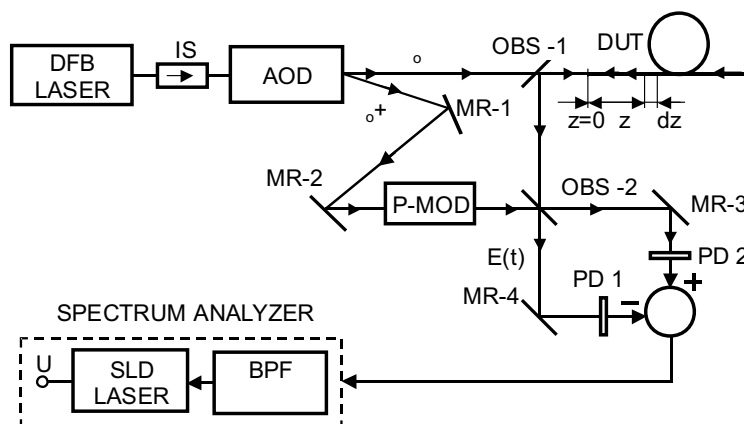 IS
OBS -1
DUT
DFB
LASER
AOD
o
o+
MR-1
z=0
z
dz
MR-2
P-MOD
OBS -2
MR-3
E(t)
PD 1
PD 2
+
−
MR-4
SPECTRUM ANALYZER
U
SLD
LASER
BPF